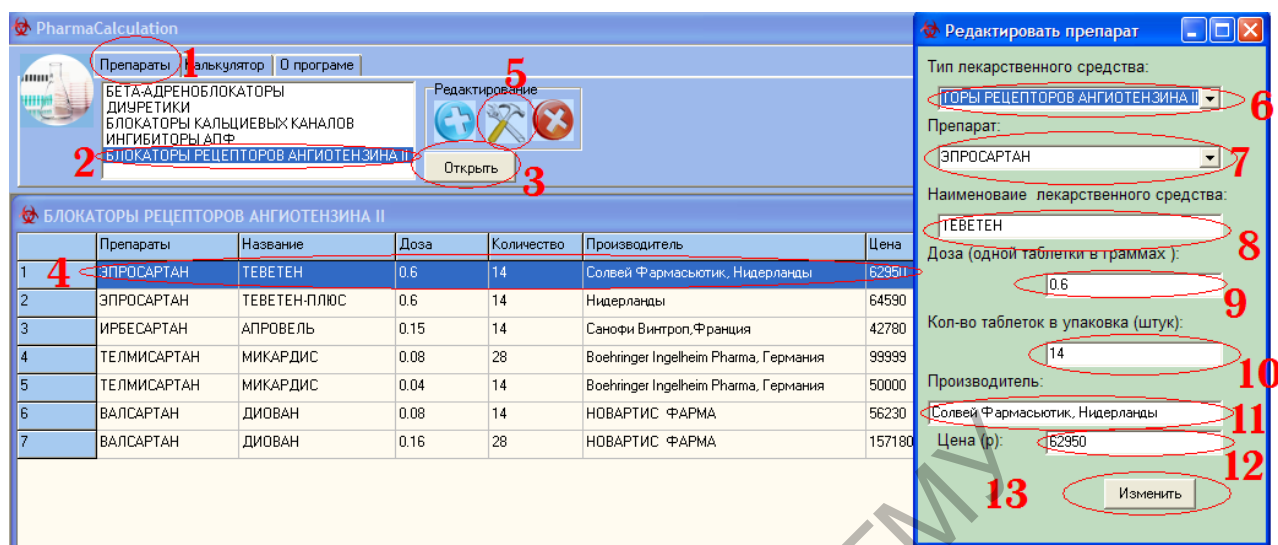 PharmaCalculation
Препараты Калькулятор О програме
БЕТА-АДРЕНОБЛОКАТОРЫ
ДИУРЕТИКИ
БЛОКАТОРЫ КАЛЬЦИЕВЫХ КАНАЛОВ
ИНГИБИТОРЫ АПФ
БЛОКАТОРЫ РЕЦЕПТОРОВ АНГИОТЕНЗИНА II
Редактирование
Открыть
1
2
3
5
БЛОКАТОРЫ РЕЦЕПТОРОВ АНГИОТЕНЗИНА II
Препараты Название Доза Количество Производитель Цена
1 4 ЭПРОСАРТАН ТЕВЕТЕН 0.6 14 Солвей Фармасьютик, Нидерланды 62950
2 ЭПРОСАРТАН ТЕВЕТЕН-ПЛЮС 0.6 14 Нидерланды 64590
3 ИРБЕСАРТАН АПРОВЕЛЬ 0.15 14 Санофи Винтроп,Франция 42780
4 ТЕЛМИСАРТАН МИКАРДИС 0.08 28 Boehringer Ingelheim Pharma, Германия 99999
5 ТЕЛМИСАРТАН МИКАРДИС 0.04 14 Boehringer Ingelheim Pharma, Германия 50000
6 ВАЛСАРТАН ДИОВАН 0.08 14 НОВАРТИС ФАРМА 56230
7 ВАЛСАРТАН ДИОВАН 0.16 28 НОВАРТИС ФАРМА 157180
Редактировать препарат
Тип лекарственного средства:
ТОРЫ РЕЦЕПТОРОВ АНГИОТЕНЗИНА II 6
Препарат:
ЭПРОСАРТАН 7
Наименоваие лекарственного средства:
ТЕВЕТЕН 8
Доза (одной таблетки в граммах ):
0.6 9
Кол-во таблеток в упаковка (штук):
14 10
Производитель:
Солвей Фармасьютик, Нидерланды 11
Цена (р): 62950 12
13 Изменить